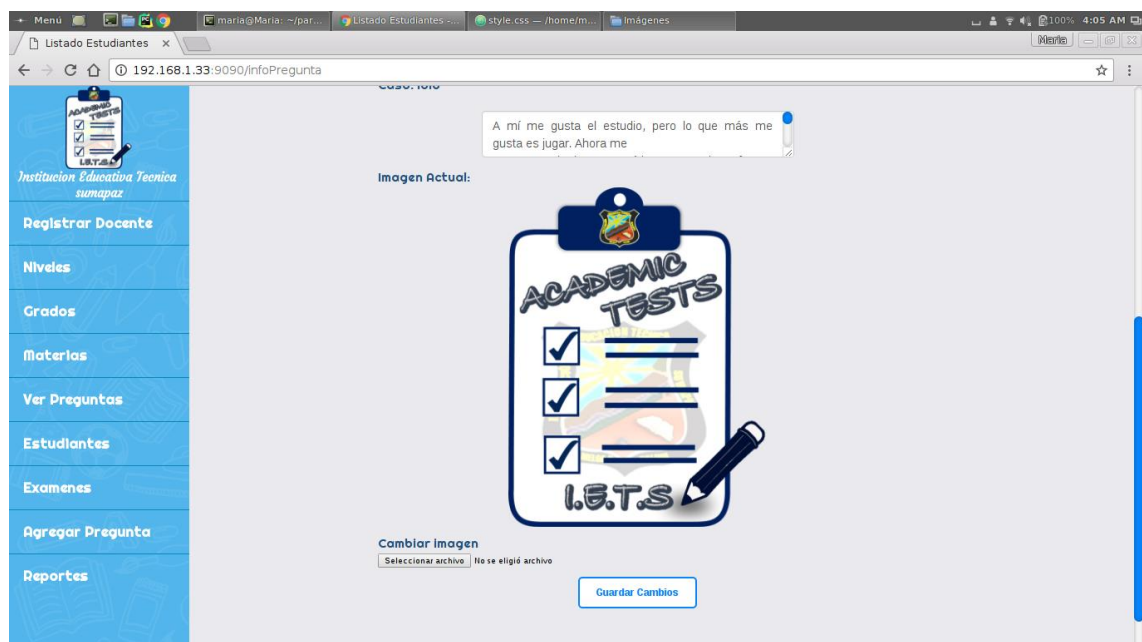 Menú
maria@Maria: ~/par...
Listado Estudiantes -...
style.css — /home/m...
Imágenes
100% 4:05 AM
Listado Estudiantes
Maria
192.168.1.33:9090/infoPregunta
ACADEMIC
TESTS
I.E.T.S
Institucion Educativa Tecnica
sumapaz
Registrar Docente
Niveles
Grados
Materias
Ver Preguntas
Estudiantes
Examenes
Agregar Pregunta
Reportes
A mí me gusta el estudio, pero lo que más me
gusta es jugar. Ahora me
Imagen Actual:
ACADEMIC
TESTS
I.E.T.S
Cambiar imagen
Seleccionar archivo No se eligió archivo
Guardar Cambios